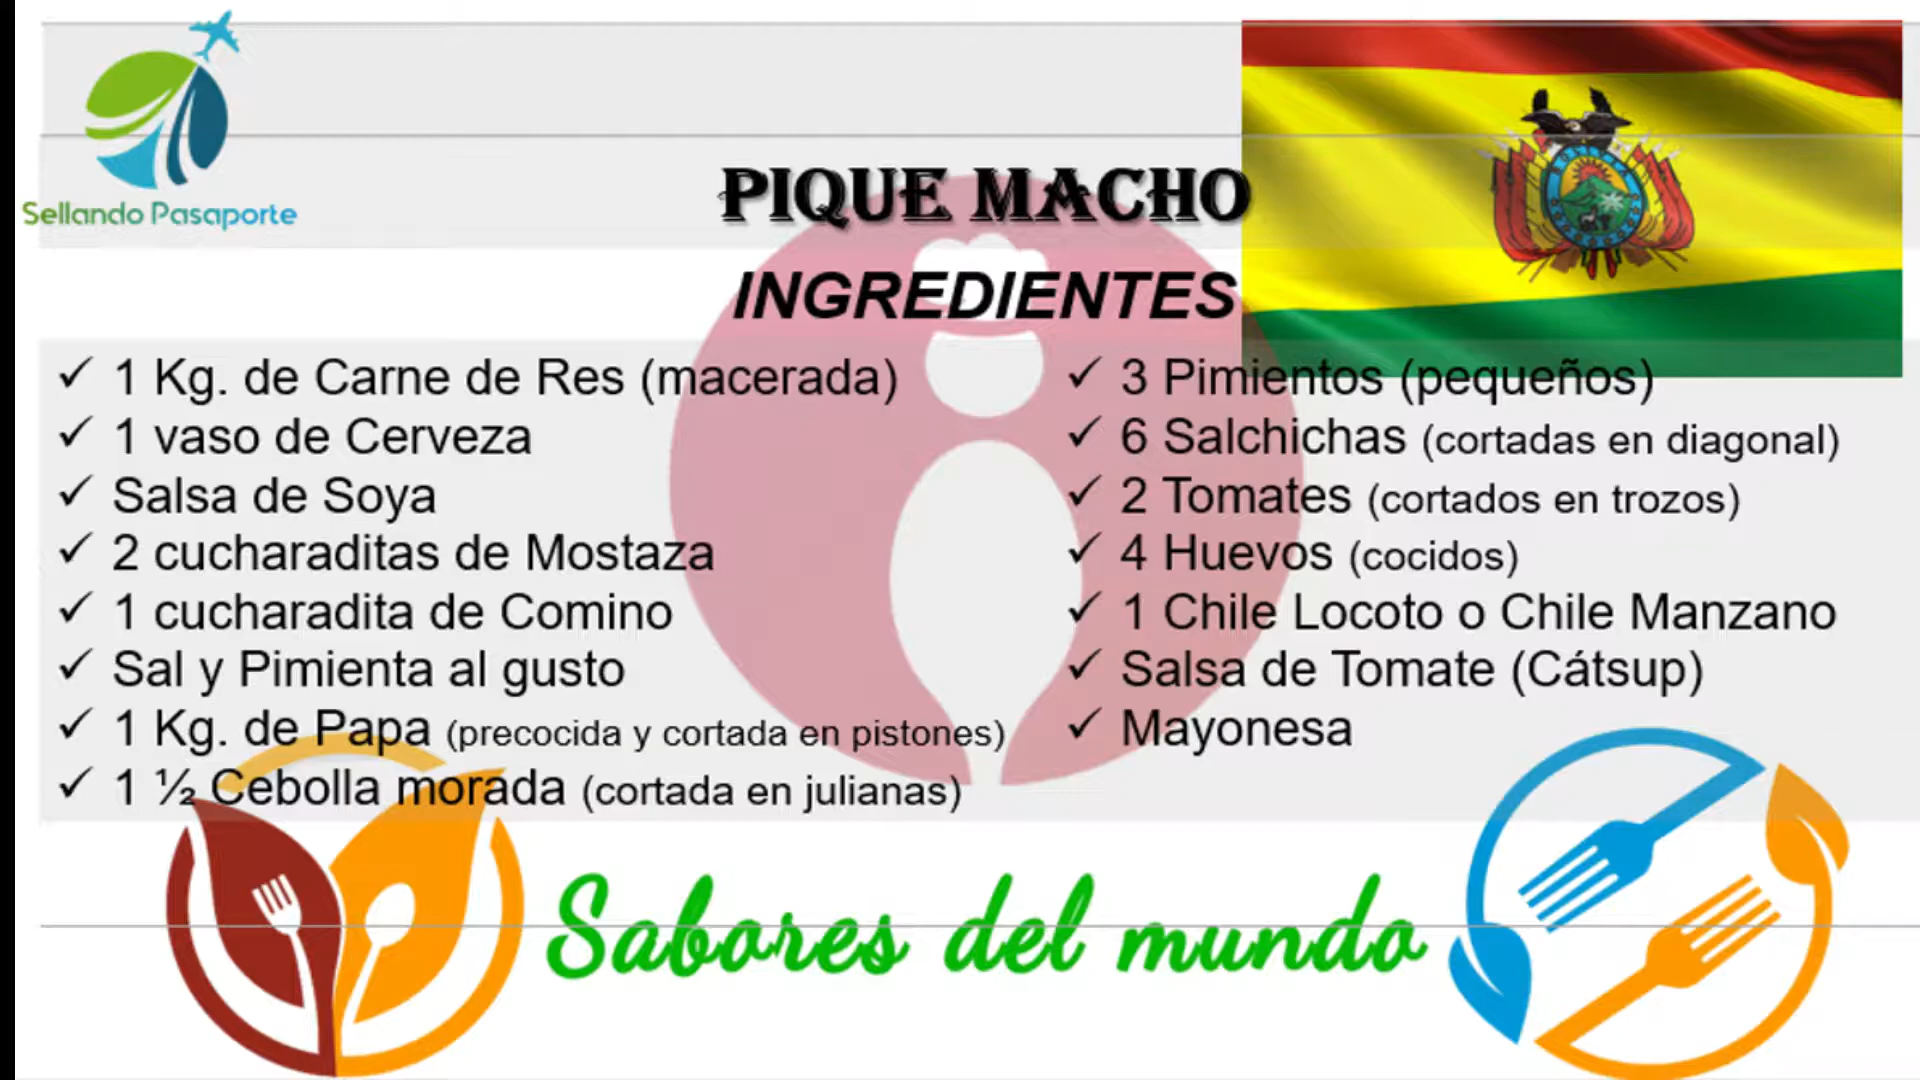 Sellando Pasaporte
PIQUE MACHO
INGREDIENTES
✓ 1 Kg. de Carne de Res (macerada)
✓ 1 vaso de Cerveza
✓ Salsa de Soya
✓ 2 cucharaditas de Mostaza
✓ 1 cucharadita de Comino
✓ Sal y Pimienta al gusto
✓ 1 Kg. de Papa (precocida y cortada en pistones)
✓ 1 ½ Cebolla morada (cortada en julianas)
✓ 3 Pimientos (pequeños)
✓ 6 Salchichas (cortadas en diagonal)
✓ 2 Tomates (cortados en trozos)
✓ 4 Huevos (cocidos)
✓ 1 Chile Locoto o Chile Manzano
✓ Salsa de Tomate (Cátsup)
✓ Mayonesa
Sabores del mundo